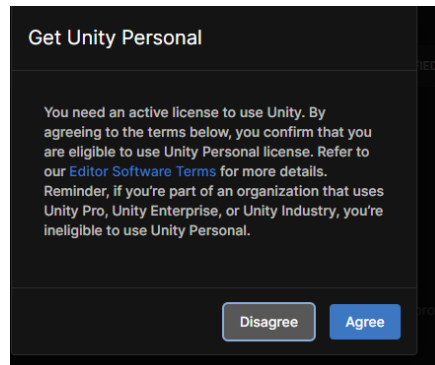 Get Unity Personal
You need an active license to use Unity. By
agreeing to the terms below, you confirm that you
are eligible to use Unity Personal license. Refer to
our Editor Software Terms for more details.
Reminder, if you’re part of an organization that uses
Unity Pro, Unity Enterprise, or Unity Industry, you’re
ineligible to use Unity Personal.
Disagree
Agree